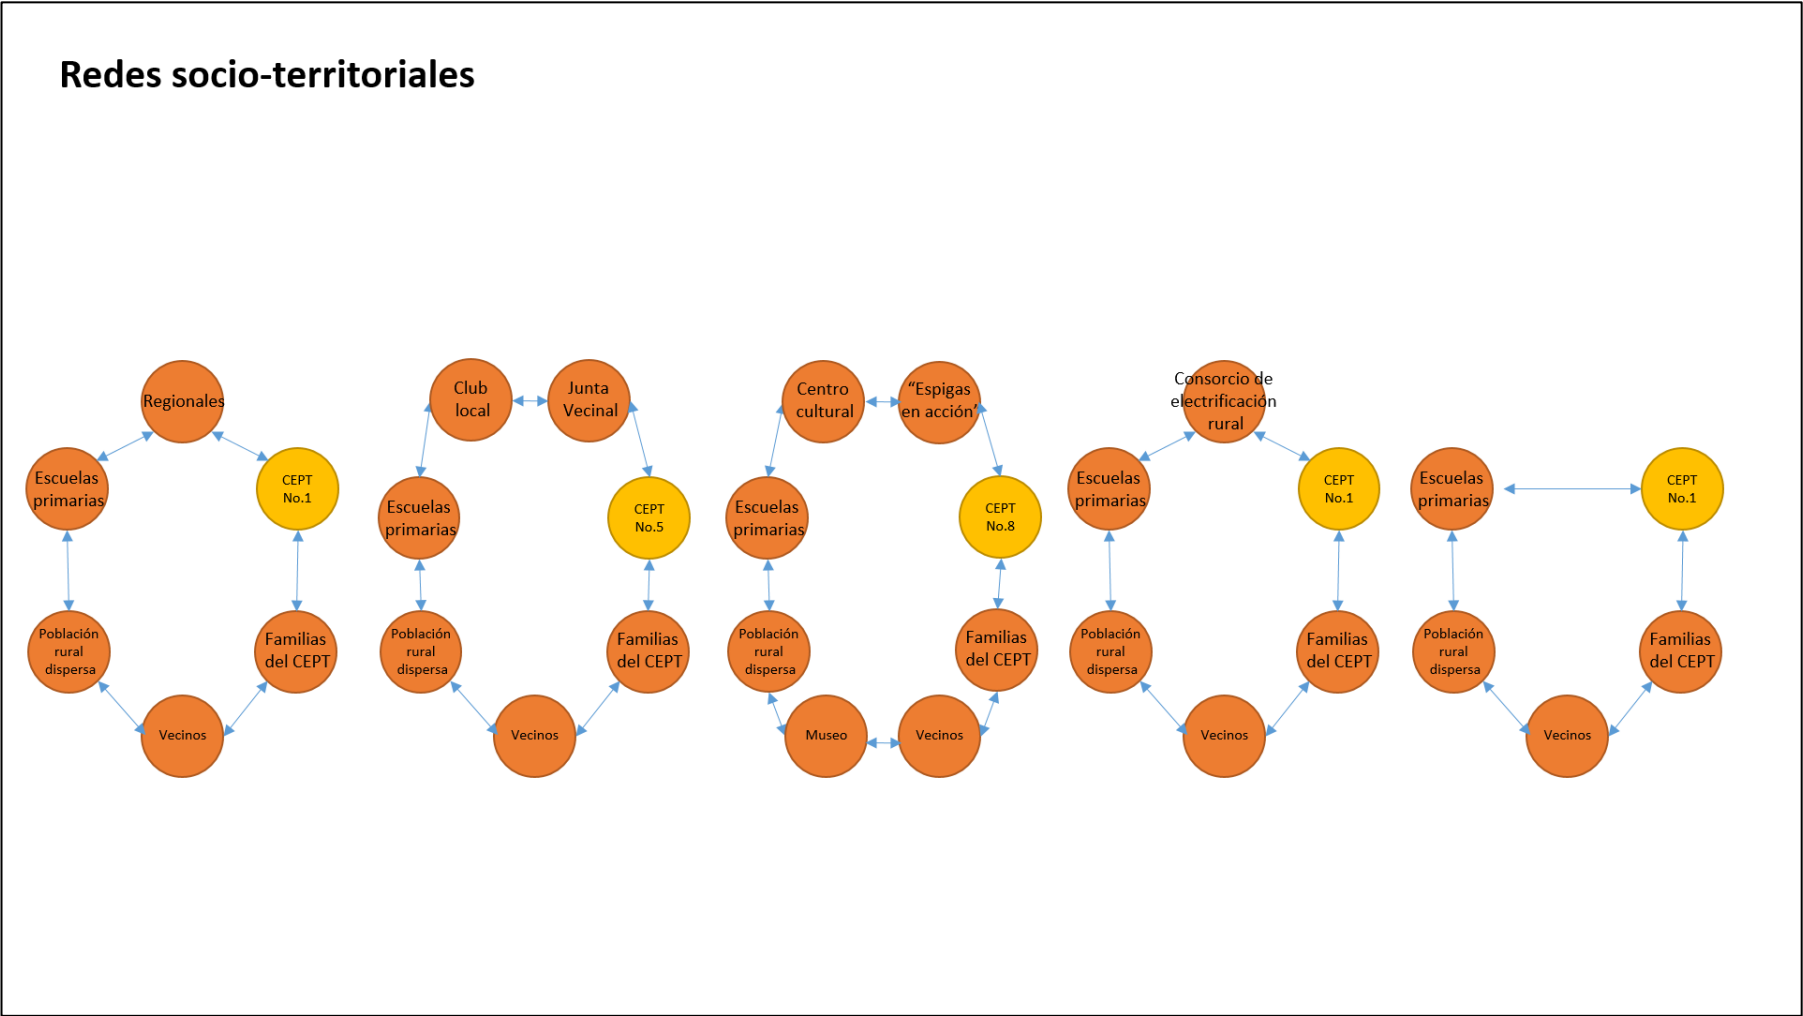 Redes socio-territoriales
Regionales
Escuelas
primarias
CEPT
No.1
Población
rural
dispersa
Familias
del CEPT
Vecinos
Club
local
Junta
Vecinal
Escuelas
primarias
CEPT
No.5
Población
rural
dispersa
Familias
del CEPT
Vecinos
Centro
cultural
“Espigas
en acción”
Escuelas
primarias
CEPT
No.8
Población
rural
dispersa
Familias
del CEPT
Museo
Vecinos
Consorcio de
electrificación
rural
Escuelas
primarias
CEPT
No.1
Población
rural
dispersa
Familias
del CEPT
Vecinos
Escuelas
primarias
CEPT
No.1
Población
rural
dispersa
Familias
del CEPT
Vecinos